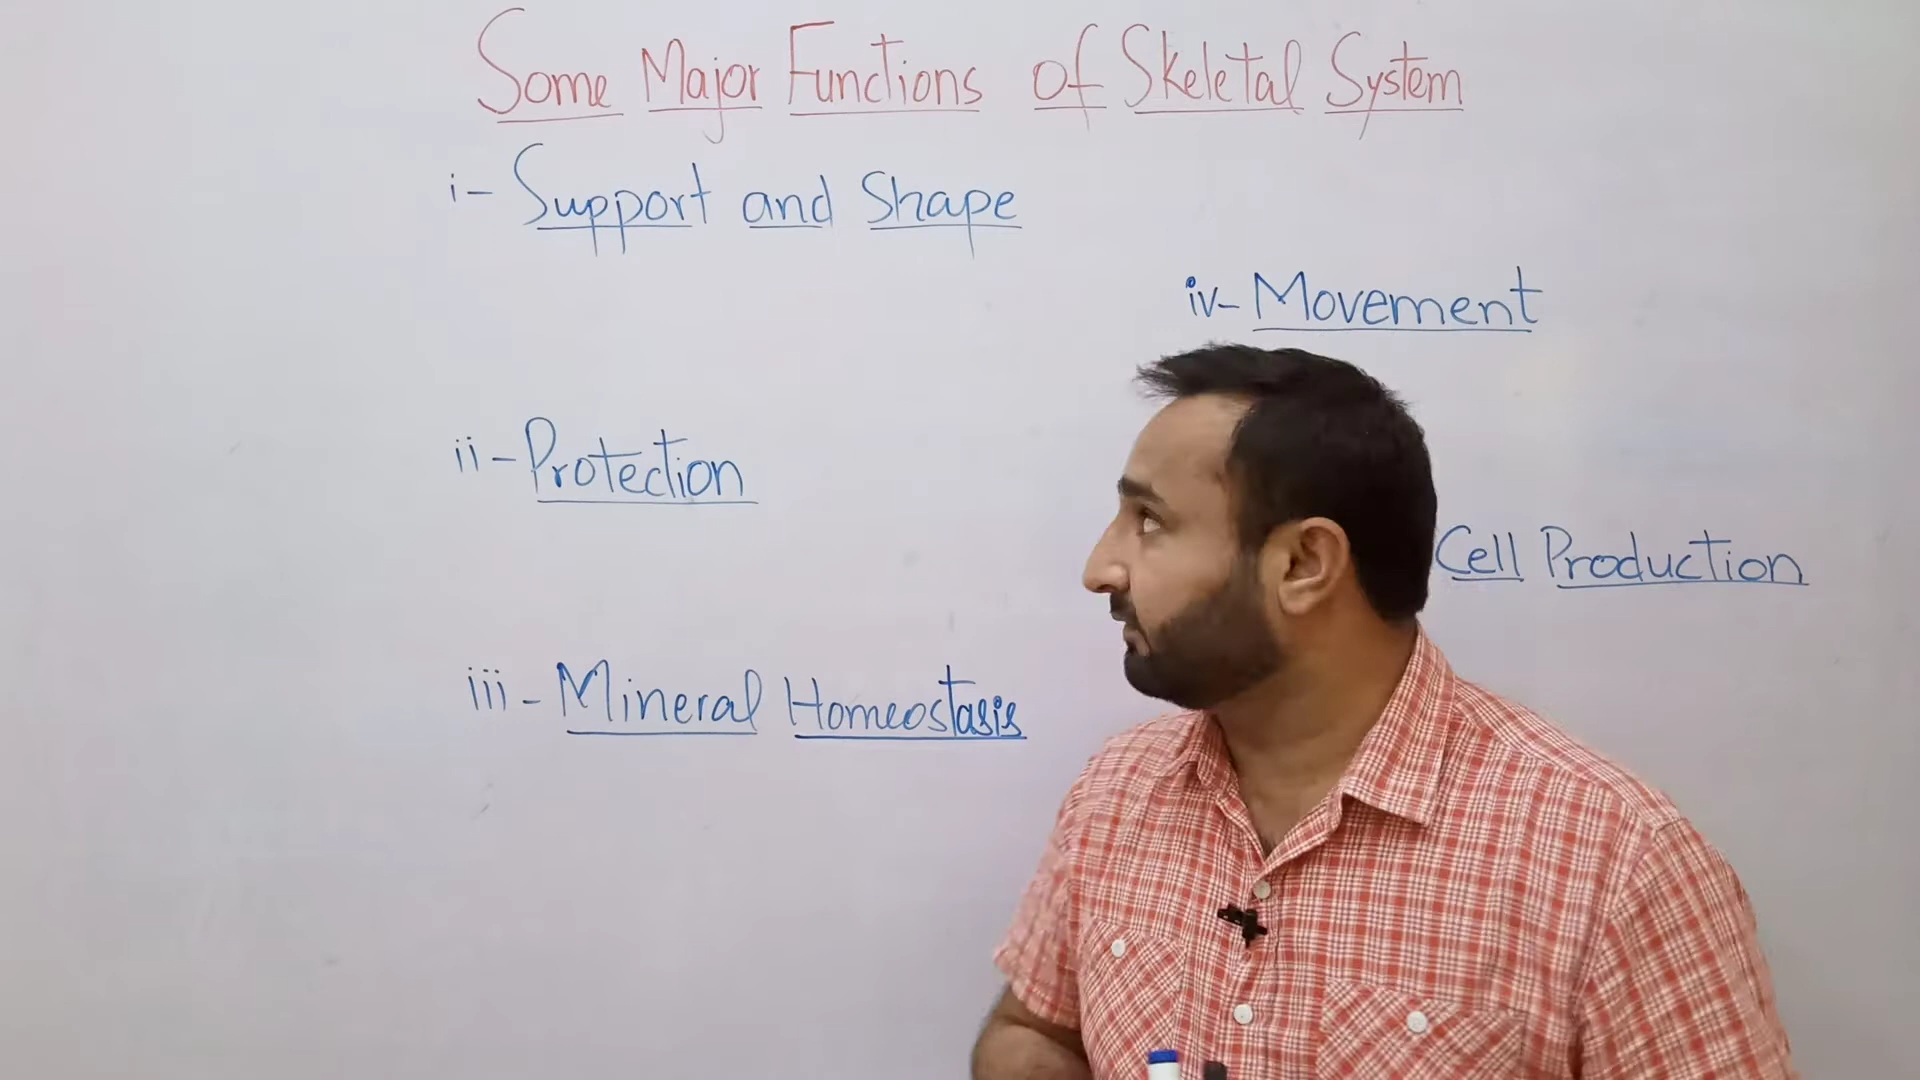 Some Major Functions of Skeletal System
i- Support and Shape
ii- Protection
iii- Mineral Homeostasis
iv- Movement
Cell Production